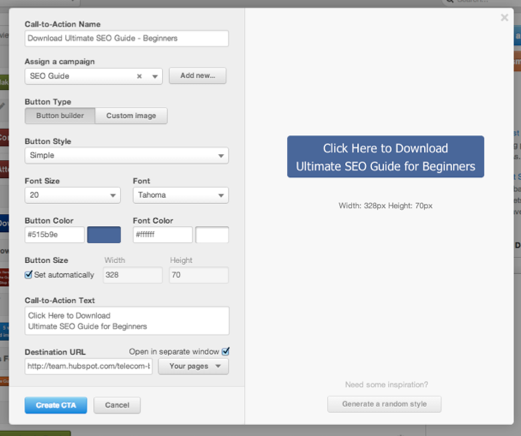 Call-to-Action Name
Download Ultimate SEO Guide - Beginners
Assign a campaign
SEO Guide
Add new...
Button Type
Button builder
Custom image
Button Style
Simple
Font Size
Font
20
Tahoma
Button Color
Font Color
#515b9e
#ffffff
Button Size
Width
Height
Set automatically
328
70
Call-to-Action Text
Click Here to Download
Ultimate SEO Guide for Beginners
Destination URL
Open in separate window
http://team.hubspot.com/telecom-
Your pages
Create CTA
Cancel
Click Here to Download
Ultimate SEO Guide for Beginners
Width: 328px Height: 70px
Need some inspiration?
Generate a random style